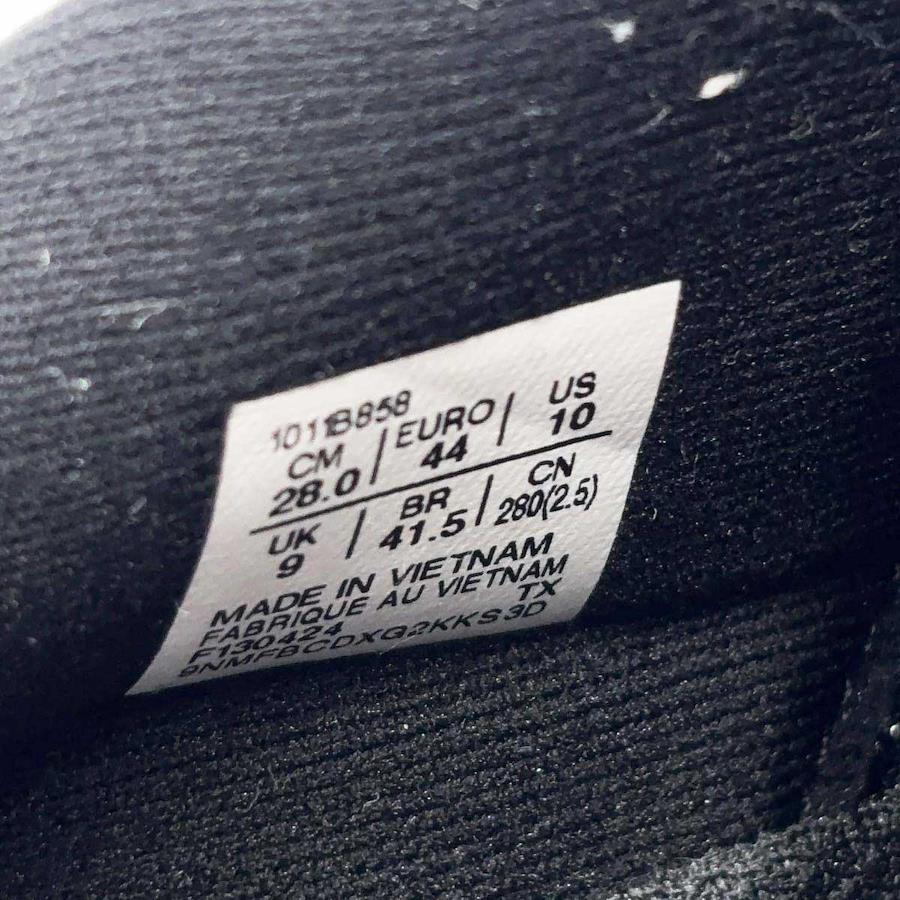 1011B858
CM | EURO | US
28.0 44 10
UK | BR | CN
9 41.5 280(2.5)
MADE IN VIETNAM
FABRIQUE AU VIETNAM
F130424 TX
9NMFBCDXG2KKS3D